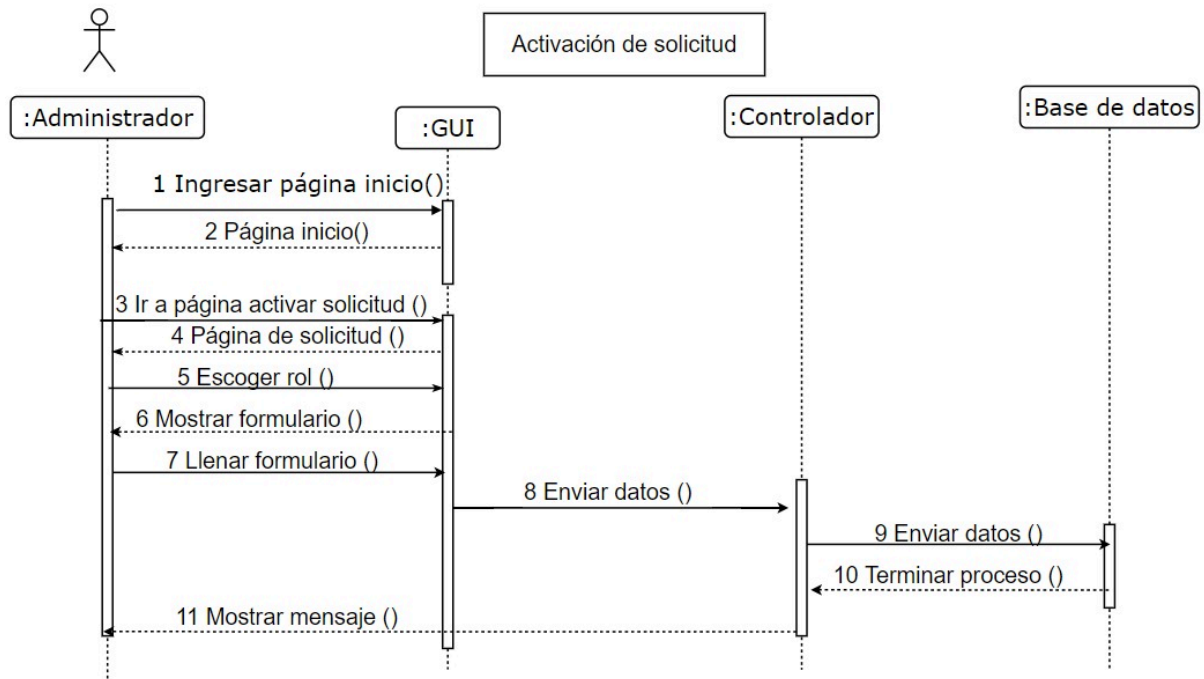 Activación de solicitud
:Administrador
:GUI
:Controlador
:Base de datos
1 Ingresar página inicio()
2 Página inicio()
3 Ir a página activar solicitud ()
4 Página de solicitud ()
5 Escoger rol ()
6 Mostrar formulario ()
7 Llenar formulario ()
8 Enviar datos ()
9 Enviar datos ()
10 Terminar proceso ()
11 Mostrar mensaje ()